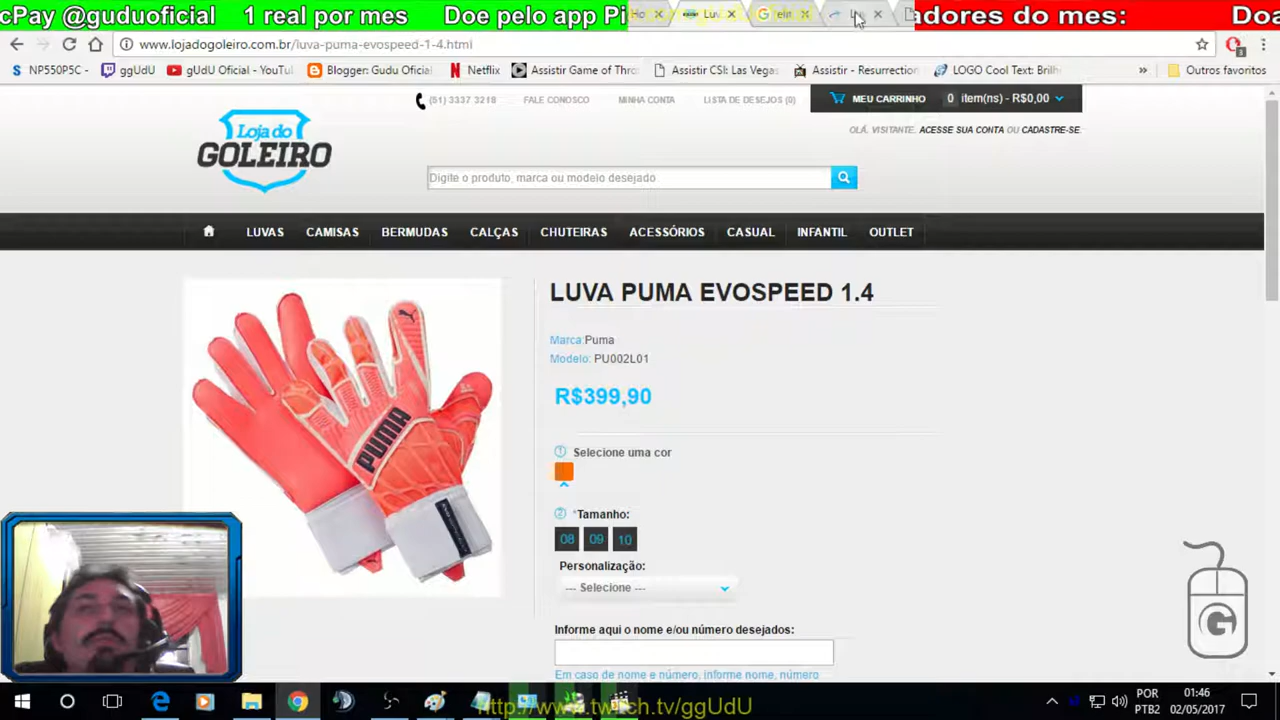 cPay @guduoficial 1 real por mes Doe pelo app Pi
adores do mes: Doa
Ho Luv elit
www.lojadogoleiro.com.br/luva-puma-evospeed-1-4.html
NP550P5C - ggUdU gUdU Oficial - YouTu Blogger: Gudu Oficial Netflix Assistir Game of Thro Assistir CSI: Las Vegas Assistir - Resurrection LOGO Cool Text: Brilh » Outros favoritos
(51) 3337 3218 FALE CONOSCO MINHA CONTA LISTA DE DESEJOS (0) MEU CARRINHO 0 item(ns) - R$0,00
OLÁ, VISITANTE. ACESSE SUA CONTA OU CADASTRE-SE.
Loja do
GOLEIRO
Digite o produto, marca ou modelo desejado
LUVAS CAMISAS BERMUDAS CALÇAS CHUTEIRAS ACESSÓRIOS CASUAL INFANTIL OUTLET
LUVA PUMA EVOSPEED 1.4
Marca: Puma
Modelo: PU002L01
R$399,90
1 Selecione uma cor
2 *Tamanho:
08 09 10
Personalização:
--- Selecione ---
Informe aqui o nome e/ou número desejados:
Em caso de nome e número, informe nome, número
PUMA
G
http://www.twitch.tv/ggUdU
POR
PTB2
01:46
02/05/2017